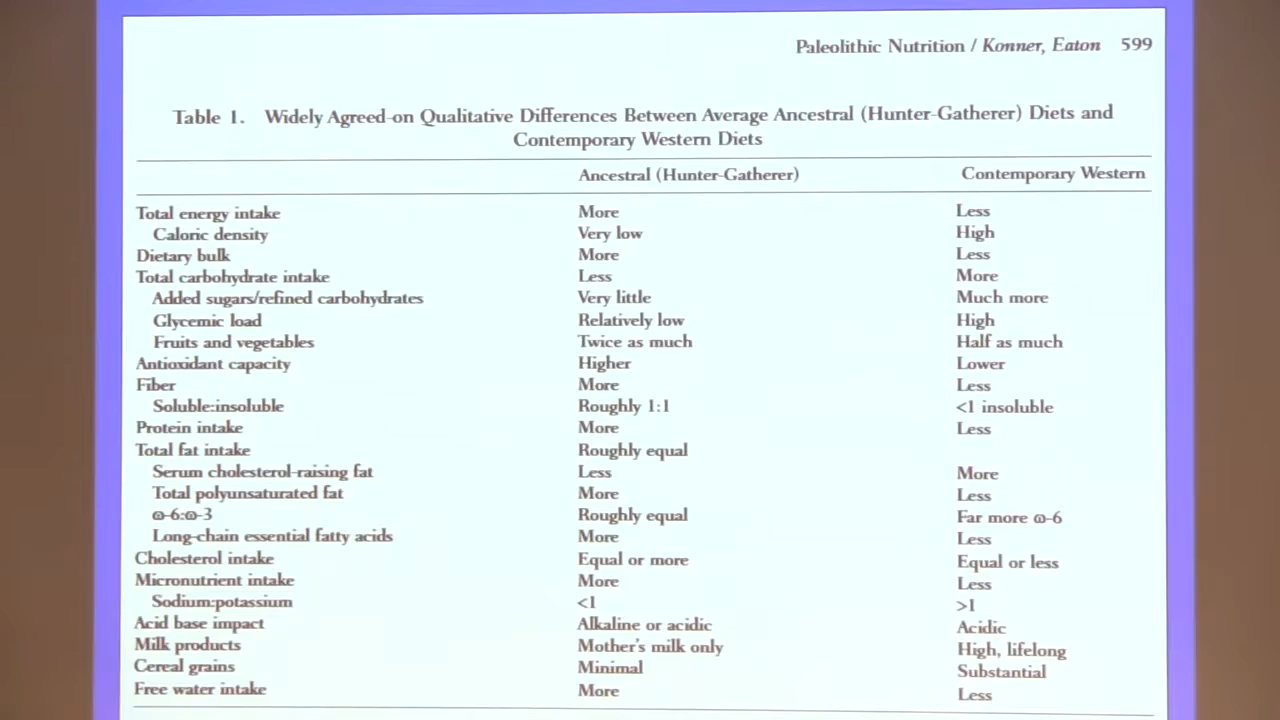 Paleolithic Nutrition / Konner, Eaton 599
Table 1. Widely Agreed-on Qualitative Differences Between Average Ancestral (Hunter-Gatherer) Diets and
Contemporary Western Diets
Ancestral (Hunter-Gatherer) Contemporary Western
Total energy intake More Less
Caloric density Very low High
Dietary bulk More Less
Total carbohydrate intake Less More
Added sugars/refined carbohydrates Very little Much more
Glycemic load Relatively low High
Fruits and vegetables Twice as much Half as much
Antioxidant capacity Higher Lower
Fiber More Less
Soluble:insoluble Roughly 1:1 <1 insoluble
Protein intake More Less
Total fat intake Roughly equal
Serum cholesterol-raising fat Less More
Total polyunsaturated fat More Less
ω-6:ω-3 Roughly equal Far more ω-6
Long-chain essential fatty acids More Less
Cholesterol intake Equal or more Equal or less
Micronutrient intake More Less
Sodium:potassium <1 >1
Acid base impact Alkaline or acidic Acidic
Milk products Mother's milk only High, lifelong
Cereal grains Minimal Substantial
Free water intake More Less